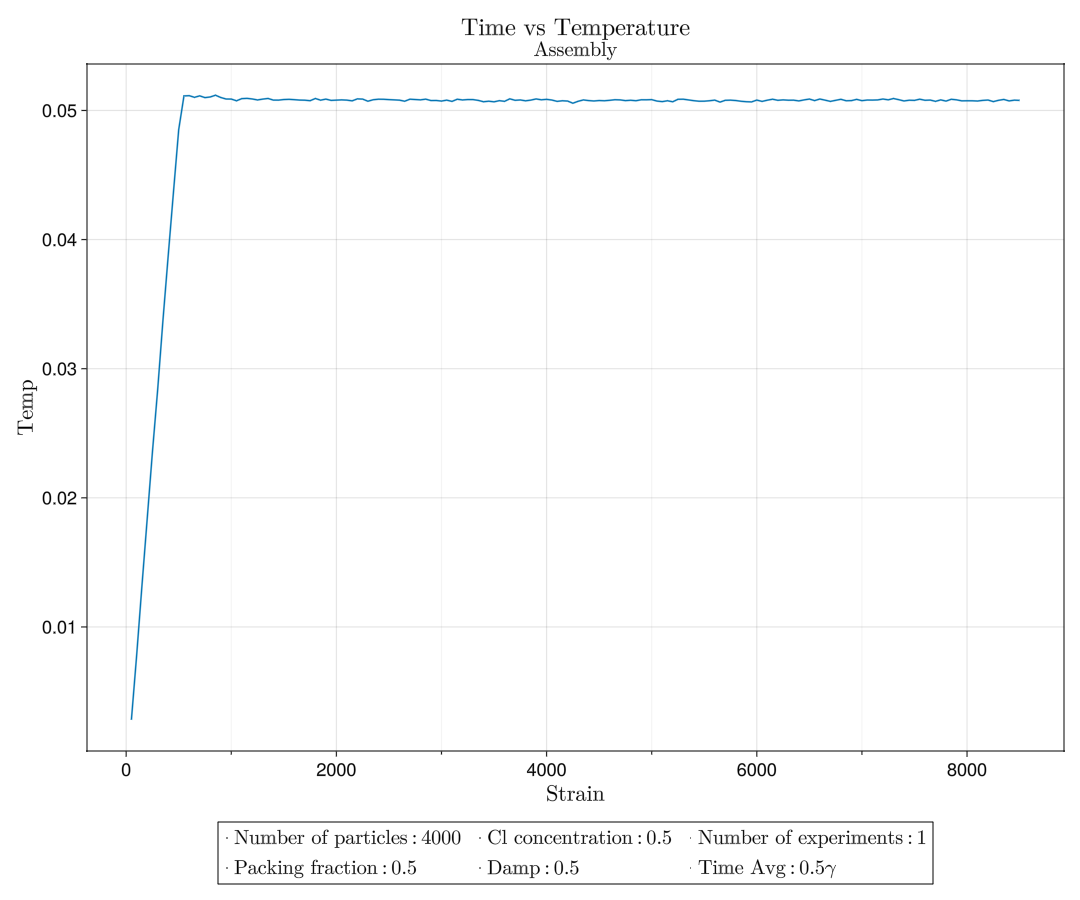 Time vs Temperature
Assembly
0.05
0.04
0.03
0.02
0.01
Temp
0 2000 4000 6000 8000
Strain
· Number of particles : 4000 · Cl concentration : 0.5 · Number of experiments : 1
· Packing fraction : 0.5 · Damp : 0.5 · Time Avg : 0.5γ